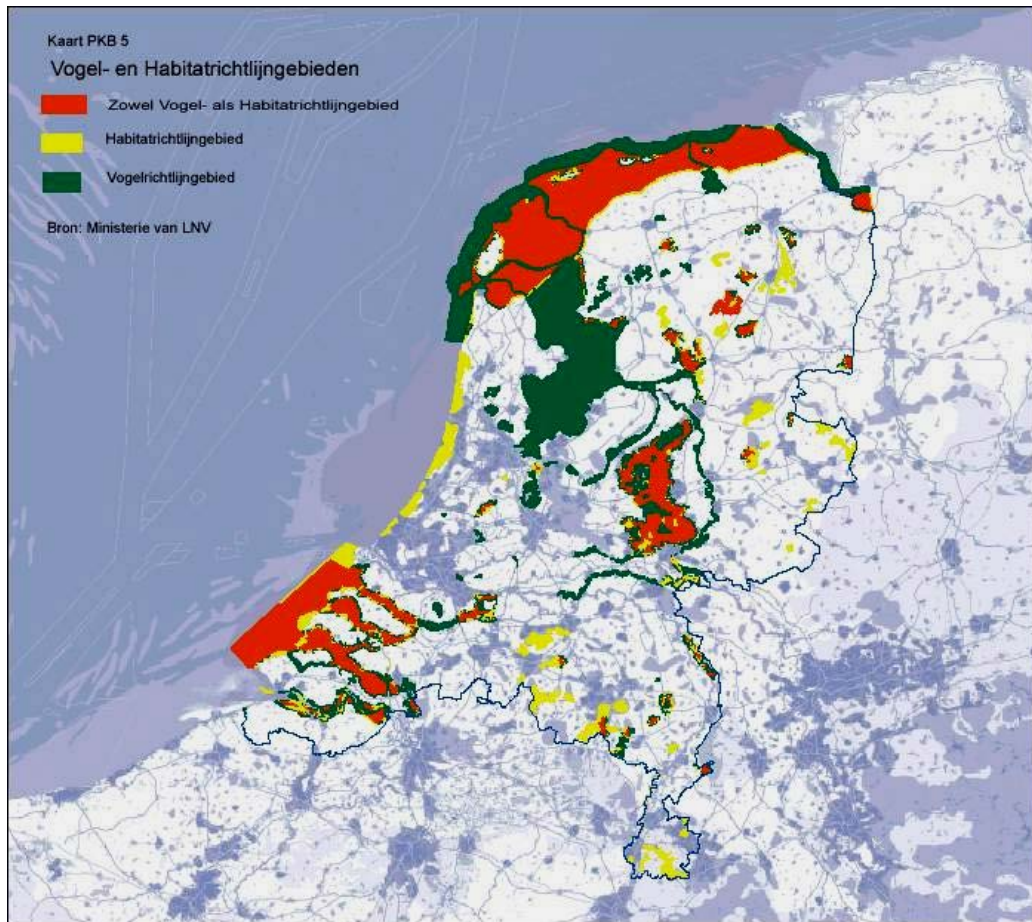 Kaart PKB 5
Vogel- en Habitatrichtlijngebieden
Zowel Vogel- als Habitatrichtlijngebied
Habitatrichtlijngebied
Vogelrichtlijngebied
Bron: Ministerie van LNV